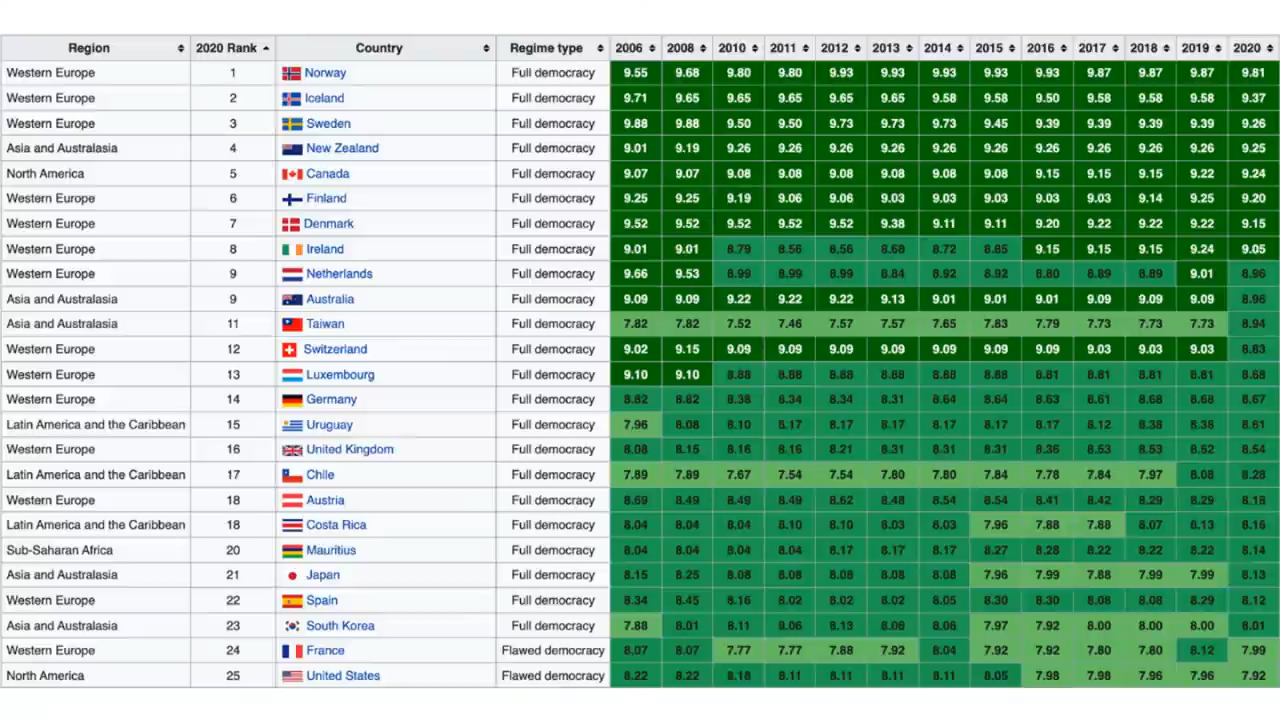 Region 2020 Rank Country Regime type 2006 2008 2010 2011 2012 2013 2014 2015 2016 2017 2018 2019 2020
Western Europe 1 Norway Full democracy 9.55 9.68 9.80 9.80 9.93 9.93 9.93 9.93 9.93 9.87 9.87 9.87 9.81
Western Europe 2 Iceland Full democracy 9.71 9.65 9.65 9.65 9.65 9.65 9.58 9.58 9.50 9.58 9.58 9.58 9.37
Western Europe 3 Sweden Full democracy 9.88 9.88 9.50 9.50 9.73 9.73 9.73 9.45 9.39 9.39 9.39 9.39 9.26
Asia and Australasia 4 New Zealand Full democracy 9.01 9.19 9.26 9.26 9.26 9.26 9.26 9.26 9.26 9.26 9.26 9.26 9.25
North America 5 Canada Full democracy 9.07 9.07 9.08 9.08 9.08 9.08 9.08 9.08 9.15 9.15 9.15 9.22 9.24
Western Europe 6 Finland Full democracy 9.25 9.25 9.19 9.06 9.06 9.03 9.03 9.03 9.03 9.03 9.14 9.25 9.20
Western Europe 7 Denmark Full democracy 9.52 9.52 9.52 9.52 9.52 9.38 9.11 9.11 9.20 9.22 9.22 9.22 9.15
Western Europe 8 Ireland Full democracy 9.01 9.01 8.79 8.56 8.56 8.68 8.72 8.85 9.15 9.15 9.15 9.24 9.05
Western Europe 9 Netherlands Full democracy 9.66 9.53 8.99 8.99 8.99 8.84 8.92 8.92 8.80 8.89 8.89 9.01 8.96
Asia and Australasia 9 Australia Full democracy 9.09 9.09 9.22 9.22 9.22 9.13 9.01 9.01 9.01 9.09 9.09 9.09 8.96
Asia and Australasia 11 Taiwan Full democracy 7.82 7.82 7.52 7.46 7.57 7.57 7.65 7.83 7.79 7.73 7.73 7.73 8.94
Western Europe 12 Switzerland Full democracy 9.02 9.15 9.09 9.09 9.09 9.09 9.09 9.09 9.09 9.03 9.03 9.03 8.83
Western Europe 13 Luxembourg Full democracy 9.10 9.10 8.88 8.88 8.88 8.88 8.88 8.88 8.81 8.81 8.81 8.81 8.68
Western Europe 14 Germany Full democracy 8.82 8.82 8.38 8.34 8.34 8.31 8.64 8.64 8.63 8.61 8.68 8.68 8.67
Latin America and the Caribbean 15 Uruguay Full democracy 7.96 8.08 8.10 8.17 8.17 8.17 8.17 8.17 8.17 8.12 8.38 8.38 8.61
Western Europe 16 United Kingdom Full democracy 8.08 8.15 8.16 8.16 8.21 8.31 8.31 8.31 8.36 8.53 8.53 8.52 8.54
Latin America and the Caribbean 17 Chile Full democracy 7.89 7.89 7.67 7.54 7.54 7.80 7.80 7.84 7.78 7.84 7.97 8.08 8.28
Western Europe 18 Austria Full democracy 8.69 8.49 8.49 8.49 8.62 8.48 8.54 8.54 8.41 8.42 8.29 8.29 8.18
Latin America and the Caribbean 18 Costa Rica Full democracy 8.04 8.04 8.04 8.10 8.10 8.03 8.03 7.96 7.88 7.88 8.07 8.13 8.16
Sub-Saharan Africa 20 Mauritius Full democracy 8.04 8.04 8.04 8.04 8.17 8.17 8.17 8.27 8.28 8.22 8.22 8.22 8.14
Asia and Australasia 21 Japan Full democracy 8.15 8.25 8.08 8.08 8.08 8.08 8.08 7.96 7.99 7.88 7.99 7.99 8.13
Western Europe 22 Spain Full democracy 8.34 8.45 8.16 8.02 8.02 8.02 8.05 8.30 8.30 8.08 8.08 8.29 8.12
Asia and Australasia 23 South Korea Full democracy 7.88 8.01 8.11 8.06 8.13 8.06 8.06 7.97 7.92 8.00 8.00 8.00 8.01
Western Europe 24 France Flawed democracy 8.07 8.07 7.77 7.77 7.88 7.92 8.04 7.92 7.92 7.80 7.80 8.12 7.99
North America 25 United States Flawed democracy 8.22 8.22 8.18 8.11 8.11 8.11 8.11 8.05 7.98 7.98 7.96 7.96 7.92